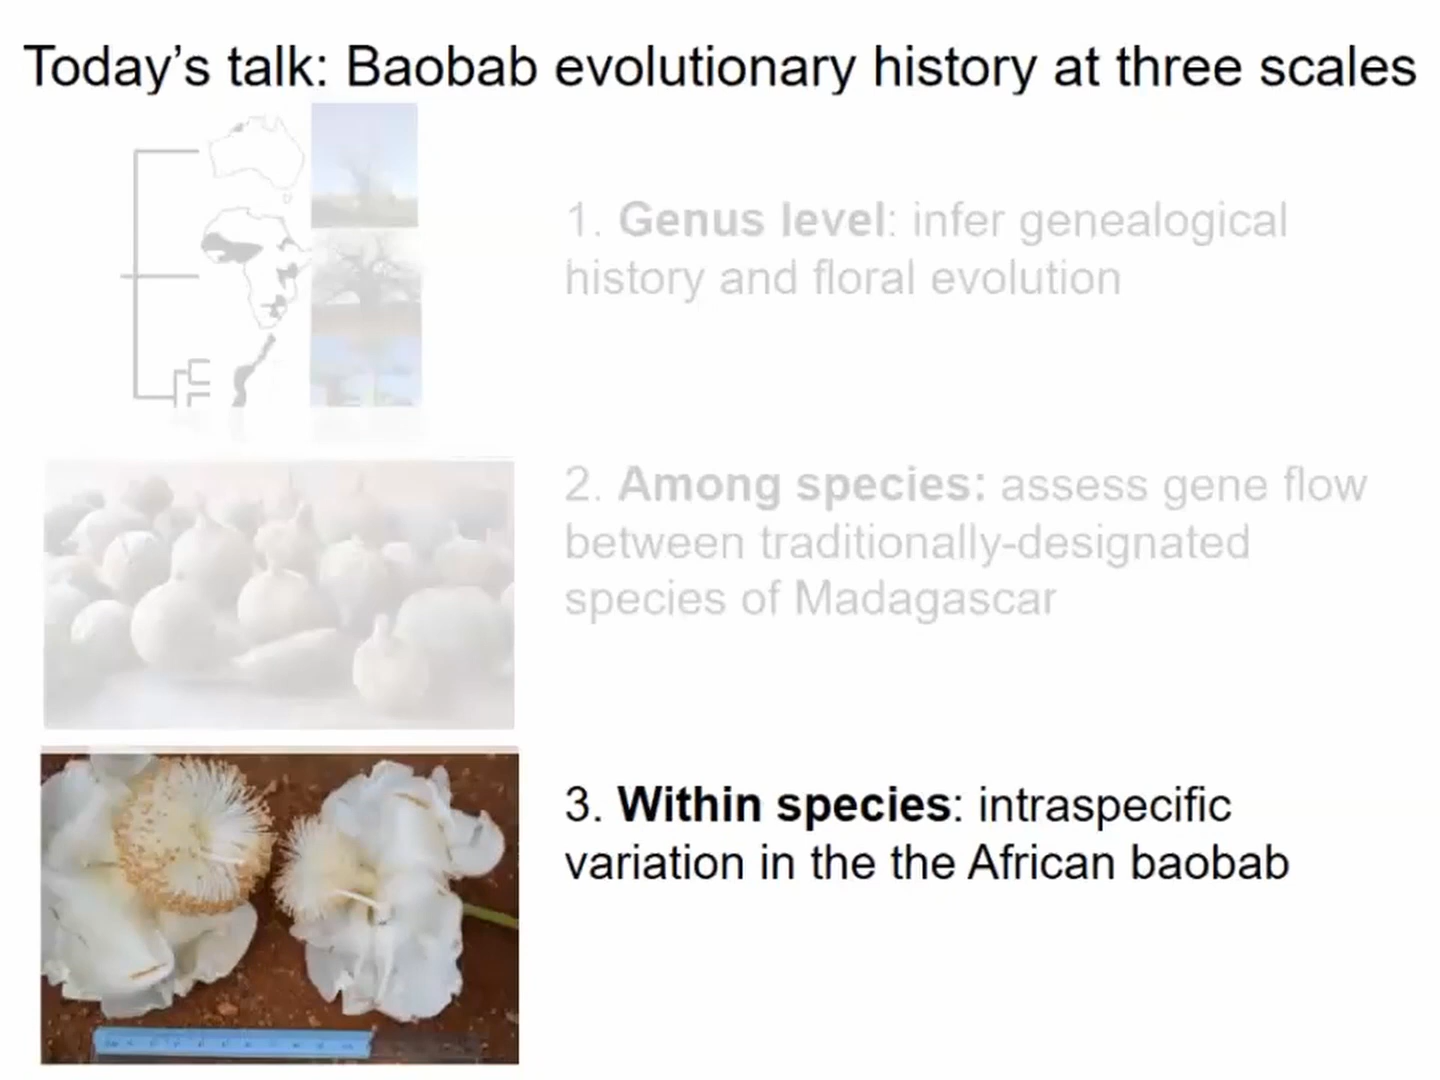 Today's talk: Baobab evolutionary history at three scales
1. Genus level: infer genealogical
history and floral evolution
2. Among species: assess gene flow
between traditionally-designated
species of Madagascar
3. Within species: intraspecific
variation in the the African baobab